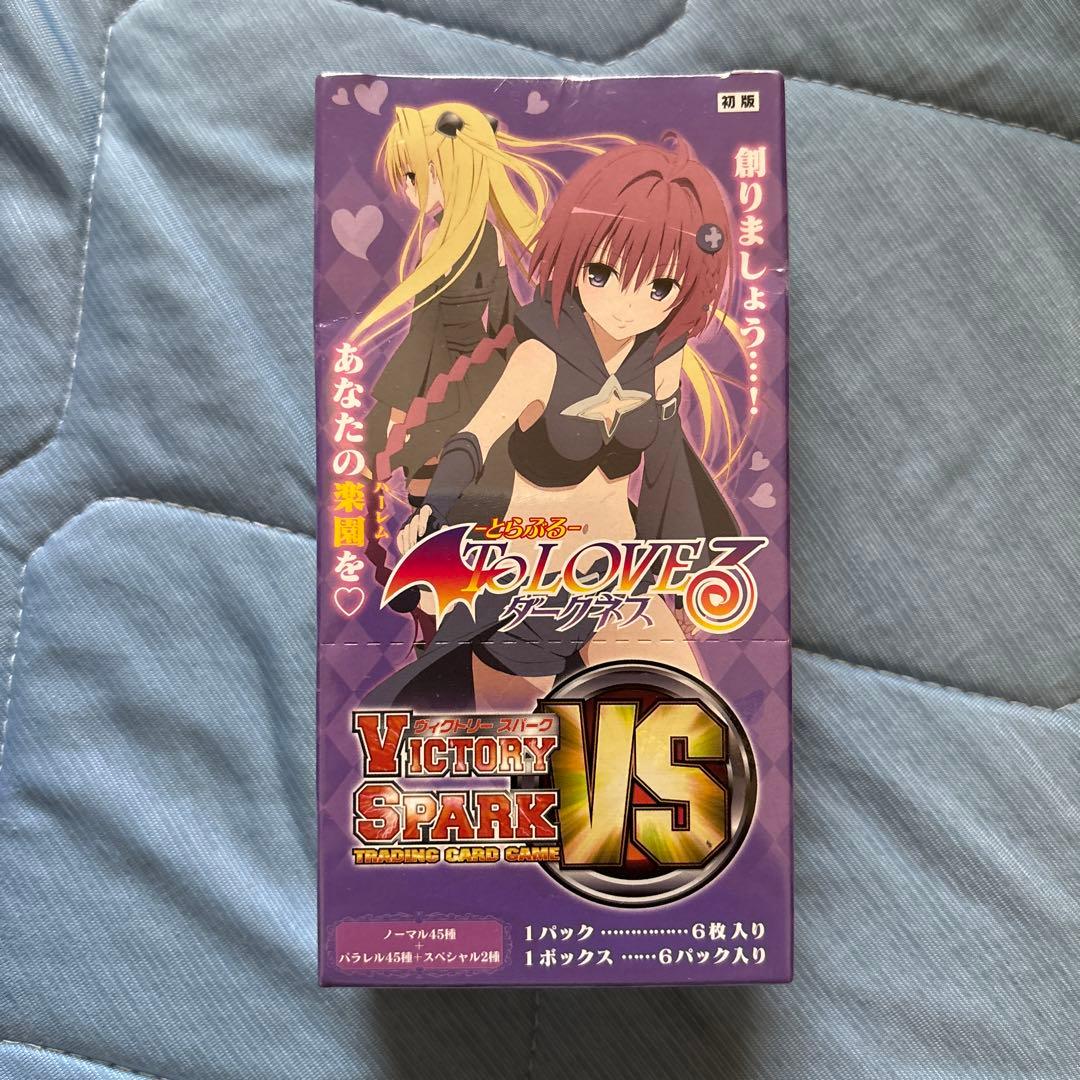 初版
創りましょう…!
あなたの楽園を♡
ハーレム
-とらぶる-
To LOVEる
ダークネス
ヴィクトリー スパーク
VICTORY
SPARK
TRADING CARD GAME
VS
ノーマル45種
+
パラレル45種+スペシャル2種
1パック………………6枚入り
1ボックス……6パック入り